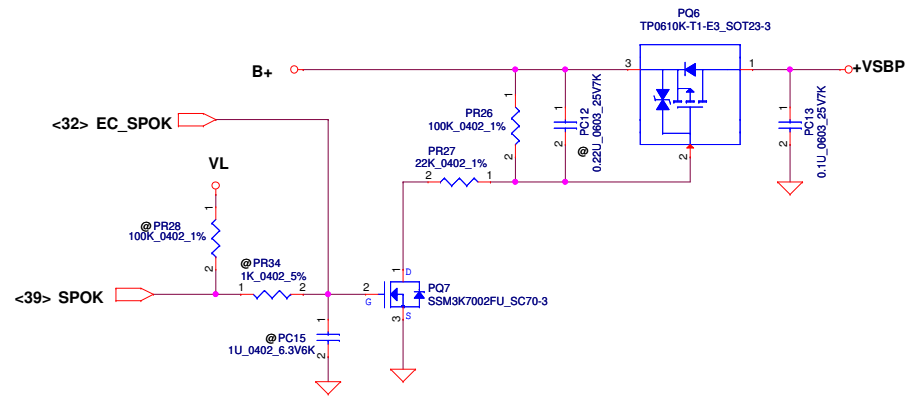 PQ6
TP0610K-T1-E3_SOT23-3
B+
3
1
+VSBP
1
1
1
PR26
100K_0402_1%
PC12
@
0.22U_0603_25V7K
PC13
0.1U_0603_25V7K
<32> EC_SPOK
2
2
2
2
PR27
22K_0402_1%
2
1
VL
1
@PR28
100K_0402_1%
2
@PR34
1K_0402_5%
1
D
<39> SPOK
1
2
2
G
PQ7
SSM3K7002FU_SC70-3
S
3
1
@PC15
1U_0402_6.3V6K
2